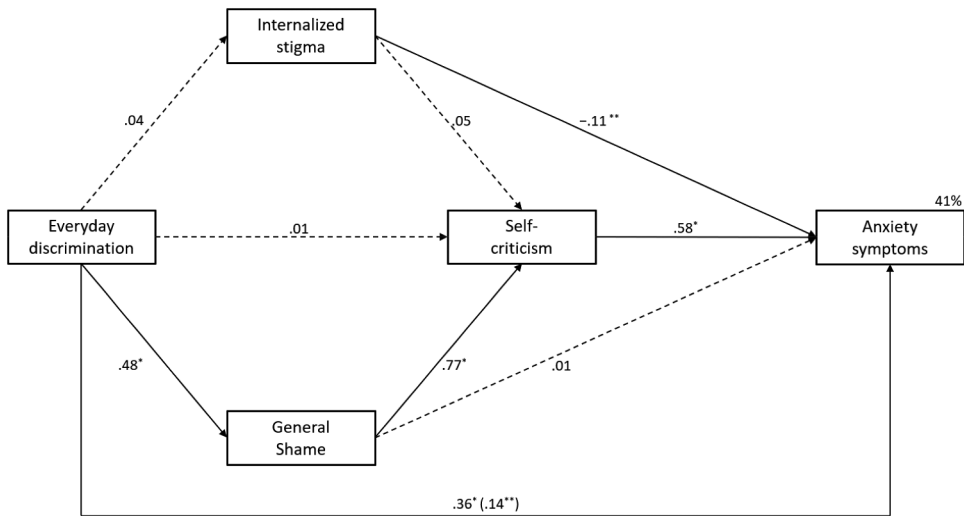 Internalized
stigma
.04
.05
−.11**
41%
Everyday
discrimination
.01
Self-
criticism
.58*
Anxiety
symptoms
.48*
.77*
.01
General
Shame
.36* (.14**)